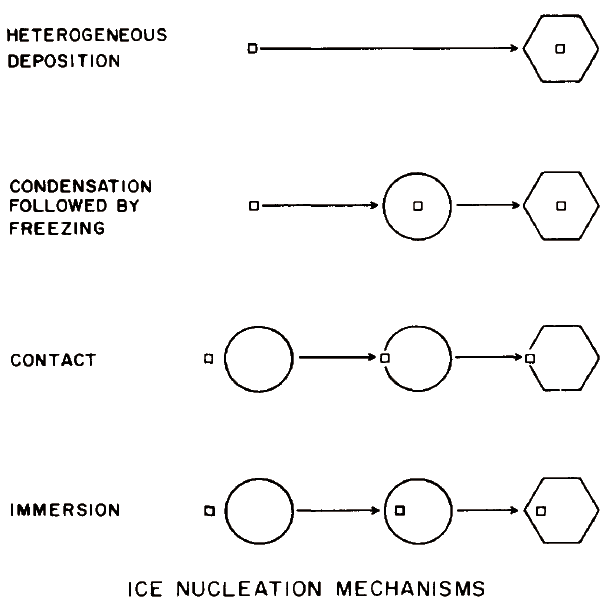 HETEROGENEOUS
DEPOSITION
CONDENSATION
FOLLOWED BY
FREEZING
CONTACT
IMMERSION
ICE NUCLEATION MECHANISMS